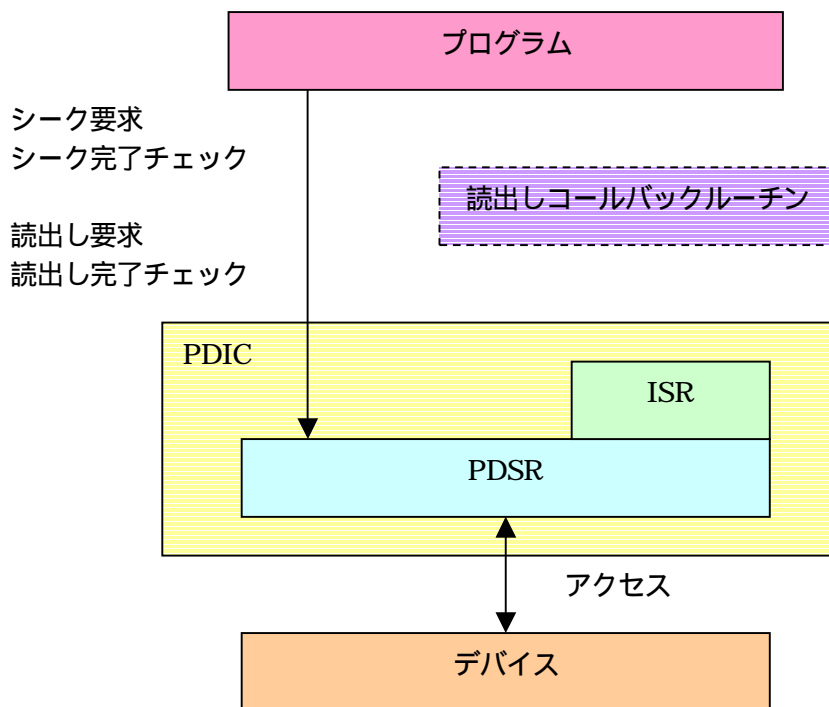 プログラム
シーク要求
シーク完了チェック
読出しコールバックルーチン
読出し要求
読出し完了チェック
PDIC
ISR
PDSR
アクセス
デバイス